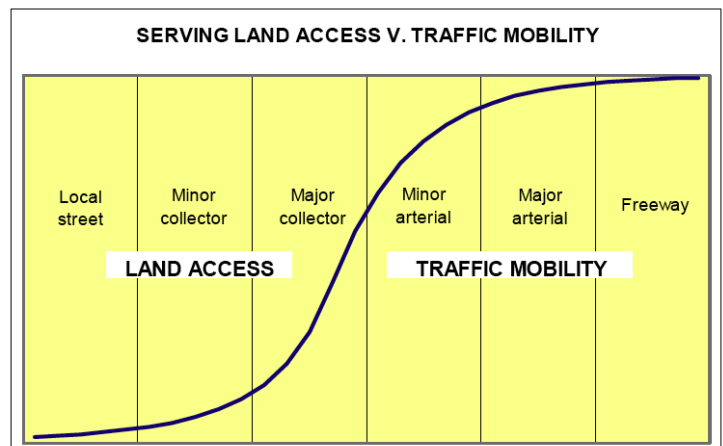 SERVING LAND ACCESS V. TRAFFIC MOBILITY
Local
street
Minor
collector
Major
collector
Minor
arterial
Major
arterial
Freeway
LAND ACCESS
TRAFFIC MOBILITY